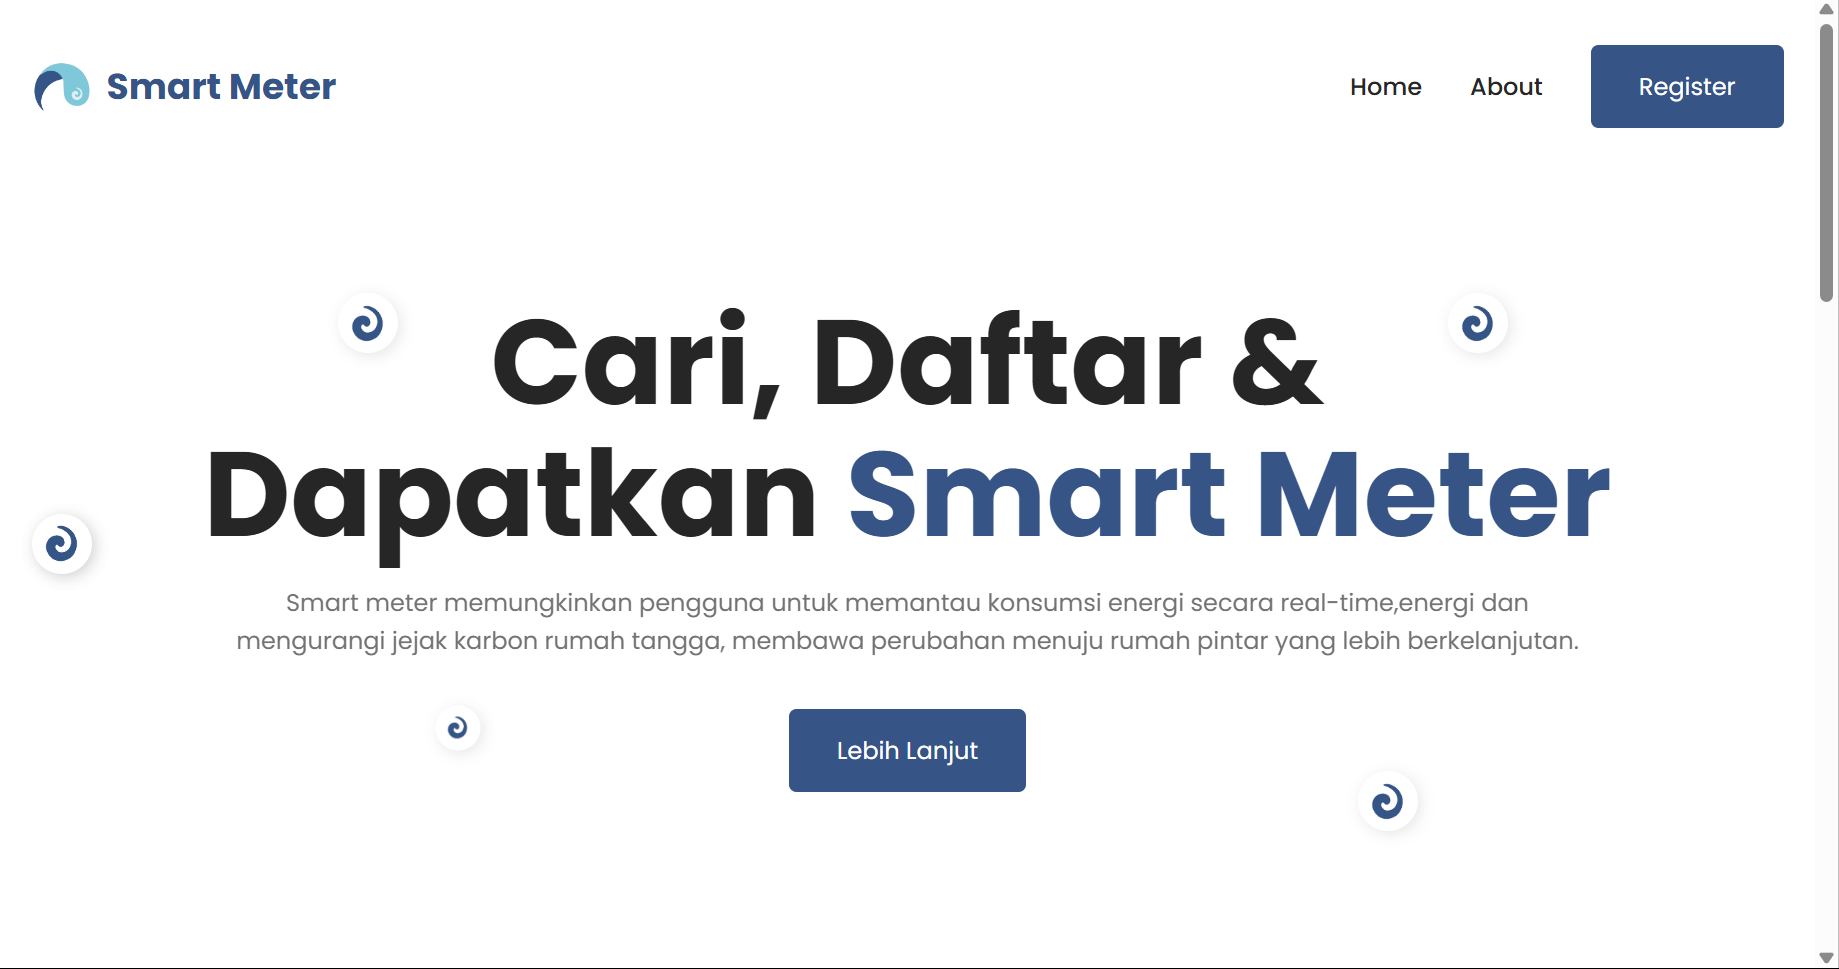 Smart Meter
Home
About
Register
Cari, Daftar &
Dapatkan Smart Meter
Smart meter memungkinkan pengguna untuk memantau konsumsi energi secara real-time,energi dan
mengurangi jejak karbon rumah tangga, membawa perubahan menuju rumah pintar yang lebih berkelanjutan.
Lebih Lanjut